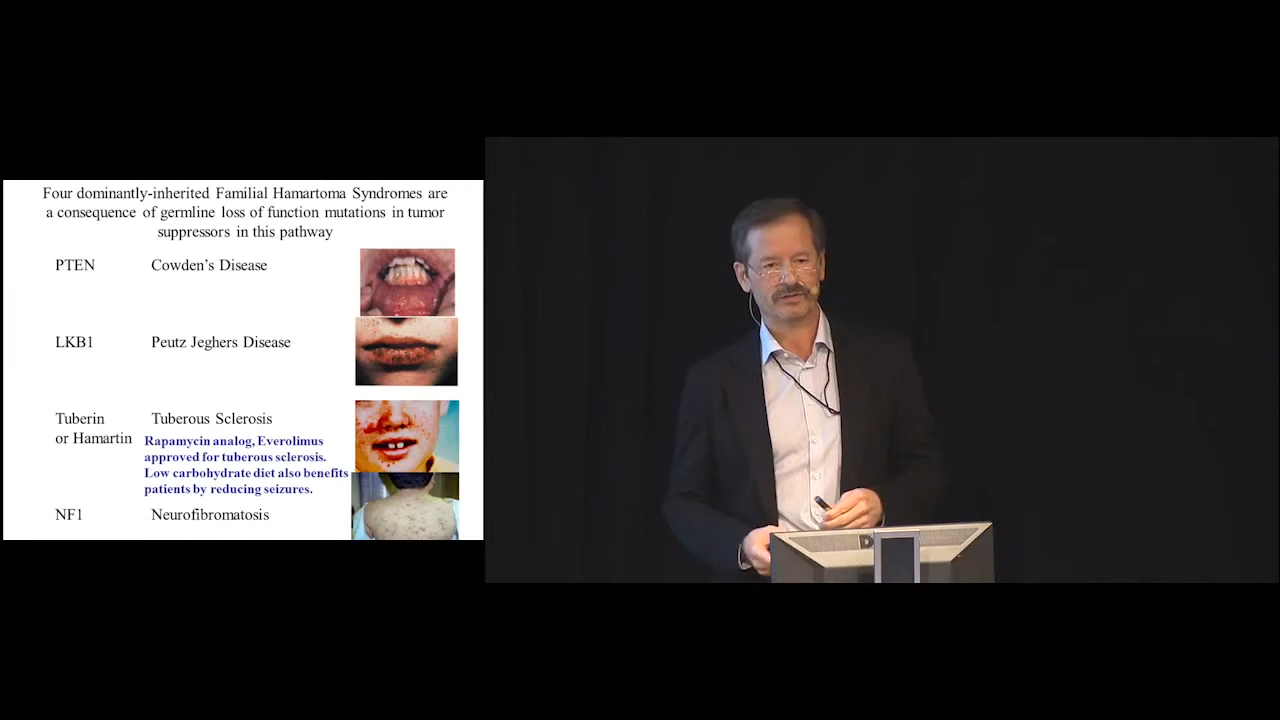 Four dominantly-inherited Familial Hamartoma Syndromes are
a consequence of germline loss of function mutations in tumor
suppressors in this pathway
PTEN Cowden's Disease
LKB1 Peutz Jeghers Disease
Tuberin Tuberous Sclerosis
or Hamartin Rapamycin analog, Everolimus
approved for tuberous sclerosis.
Low carbohydrate diet also benefits
patients by reducing seizures.
NF1 Neurofibromatosis